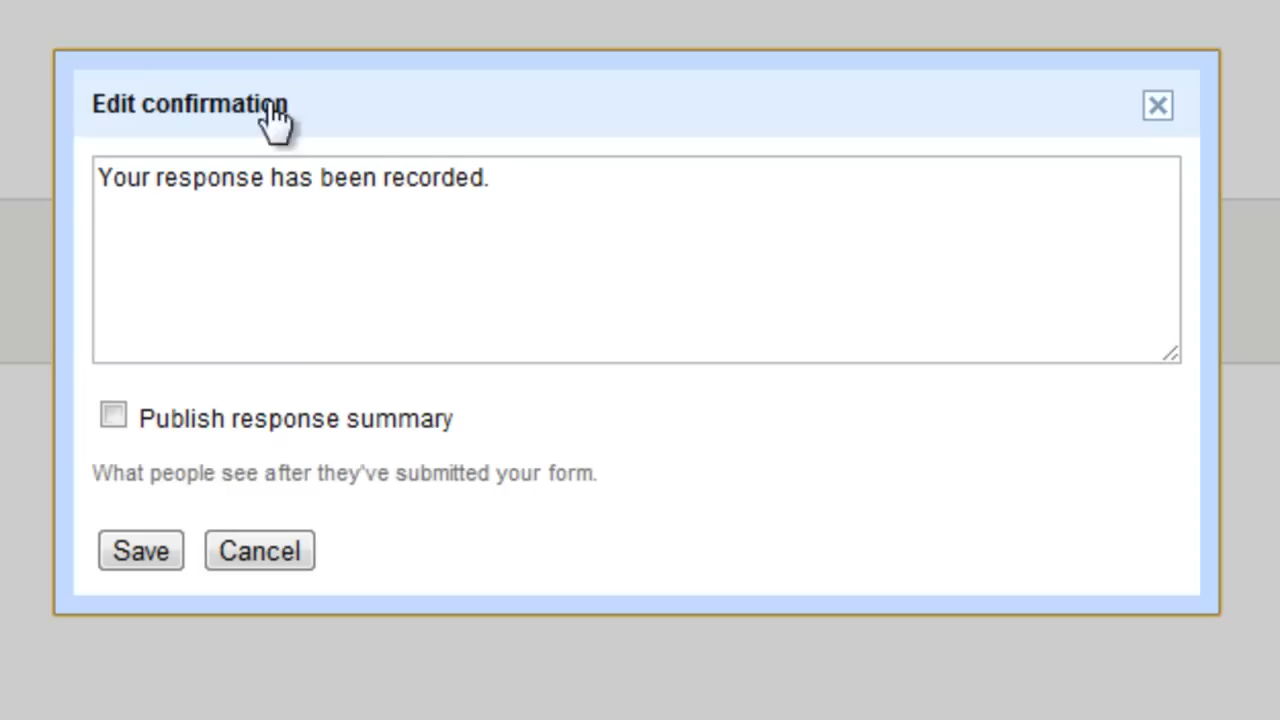 Edit confirmation
Your response has been recorded.
Publish response summary
What people see after they've submitted your form.
Save Cancel